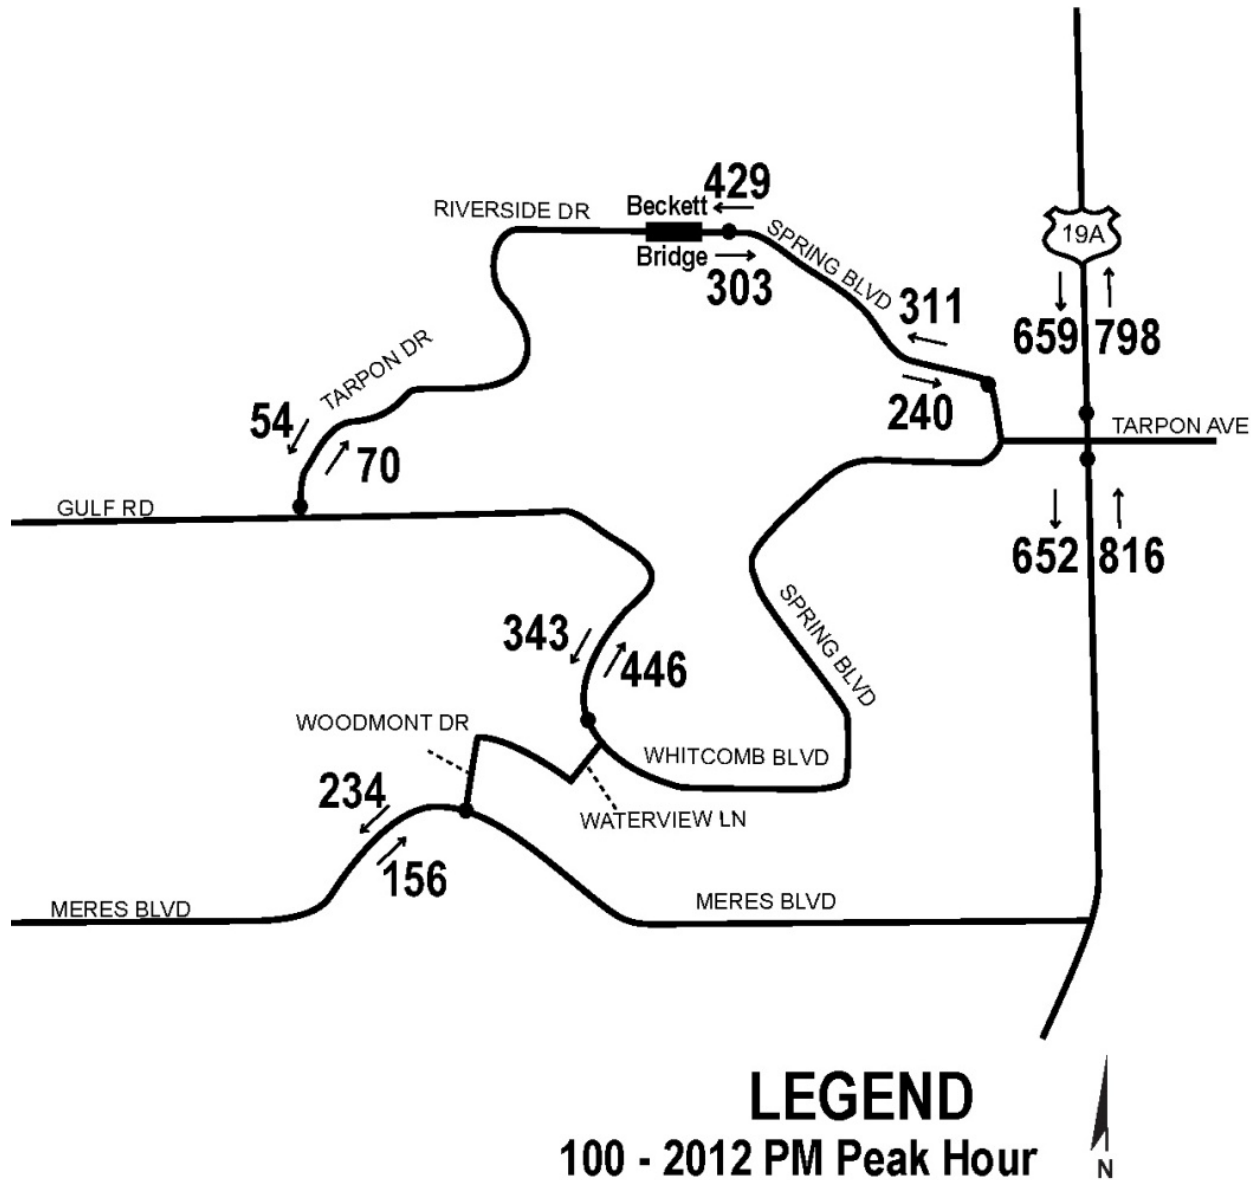 429
RIVERSIDE DR
Beckett
Bridge
303
SPRING BLVD
19A
311
659
798
TARPON DR
240
54
70
TARPON AVE
GULF RD
652
816
343
446
SPRING BLVD
WOODMONT DR
WHITCOMB BLVD
234
WATERVIEW LN
156
MERES BLVD
MERES BLVD
LEGEND
100 - 2012 PM Peak Hour
N